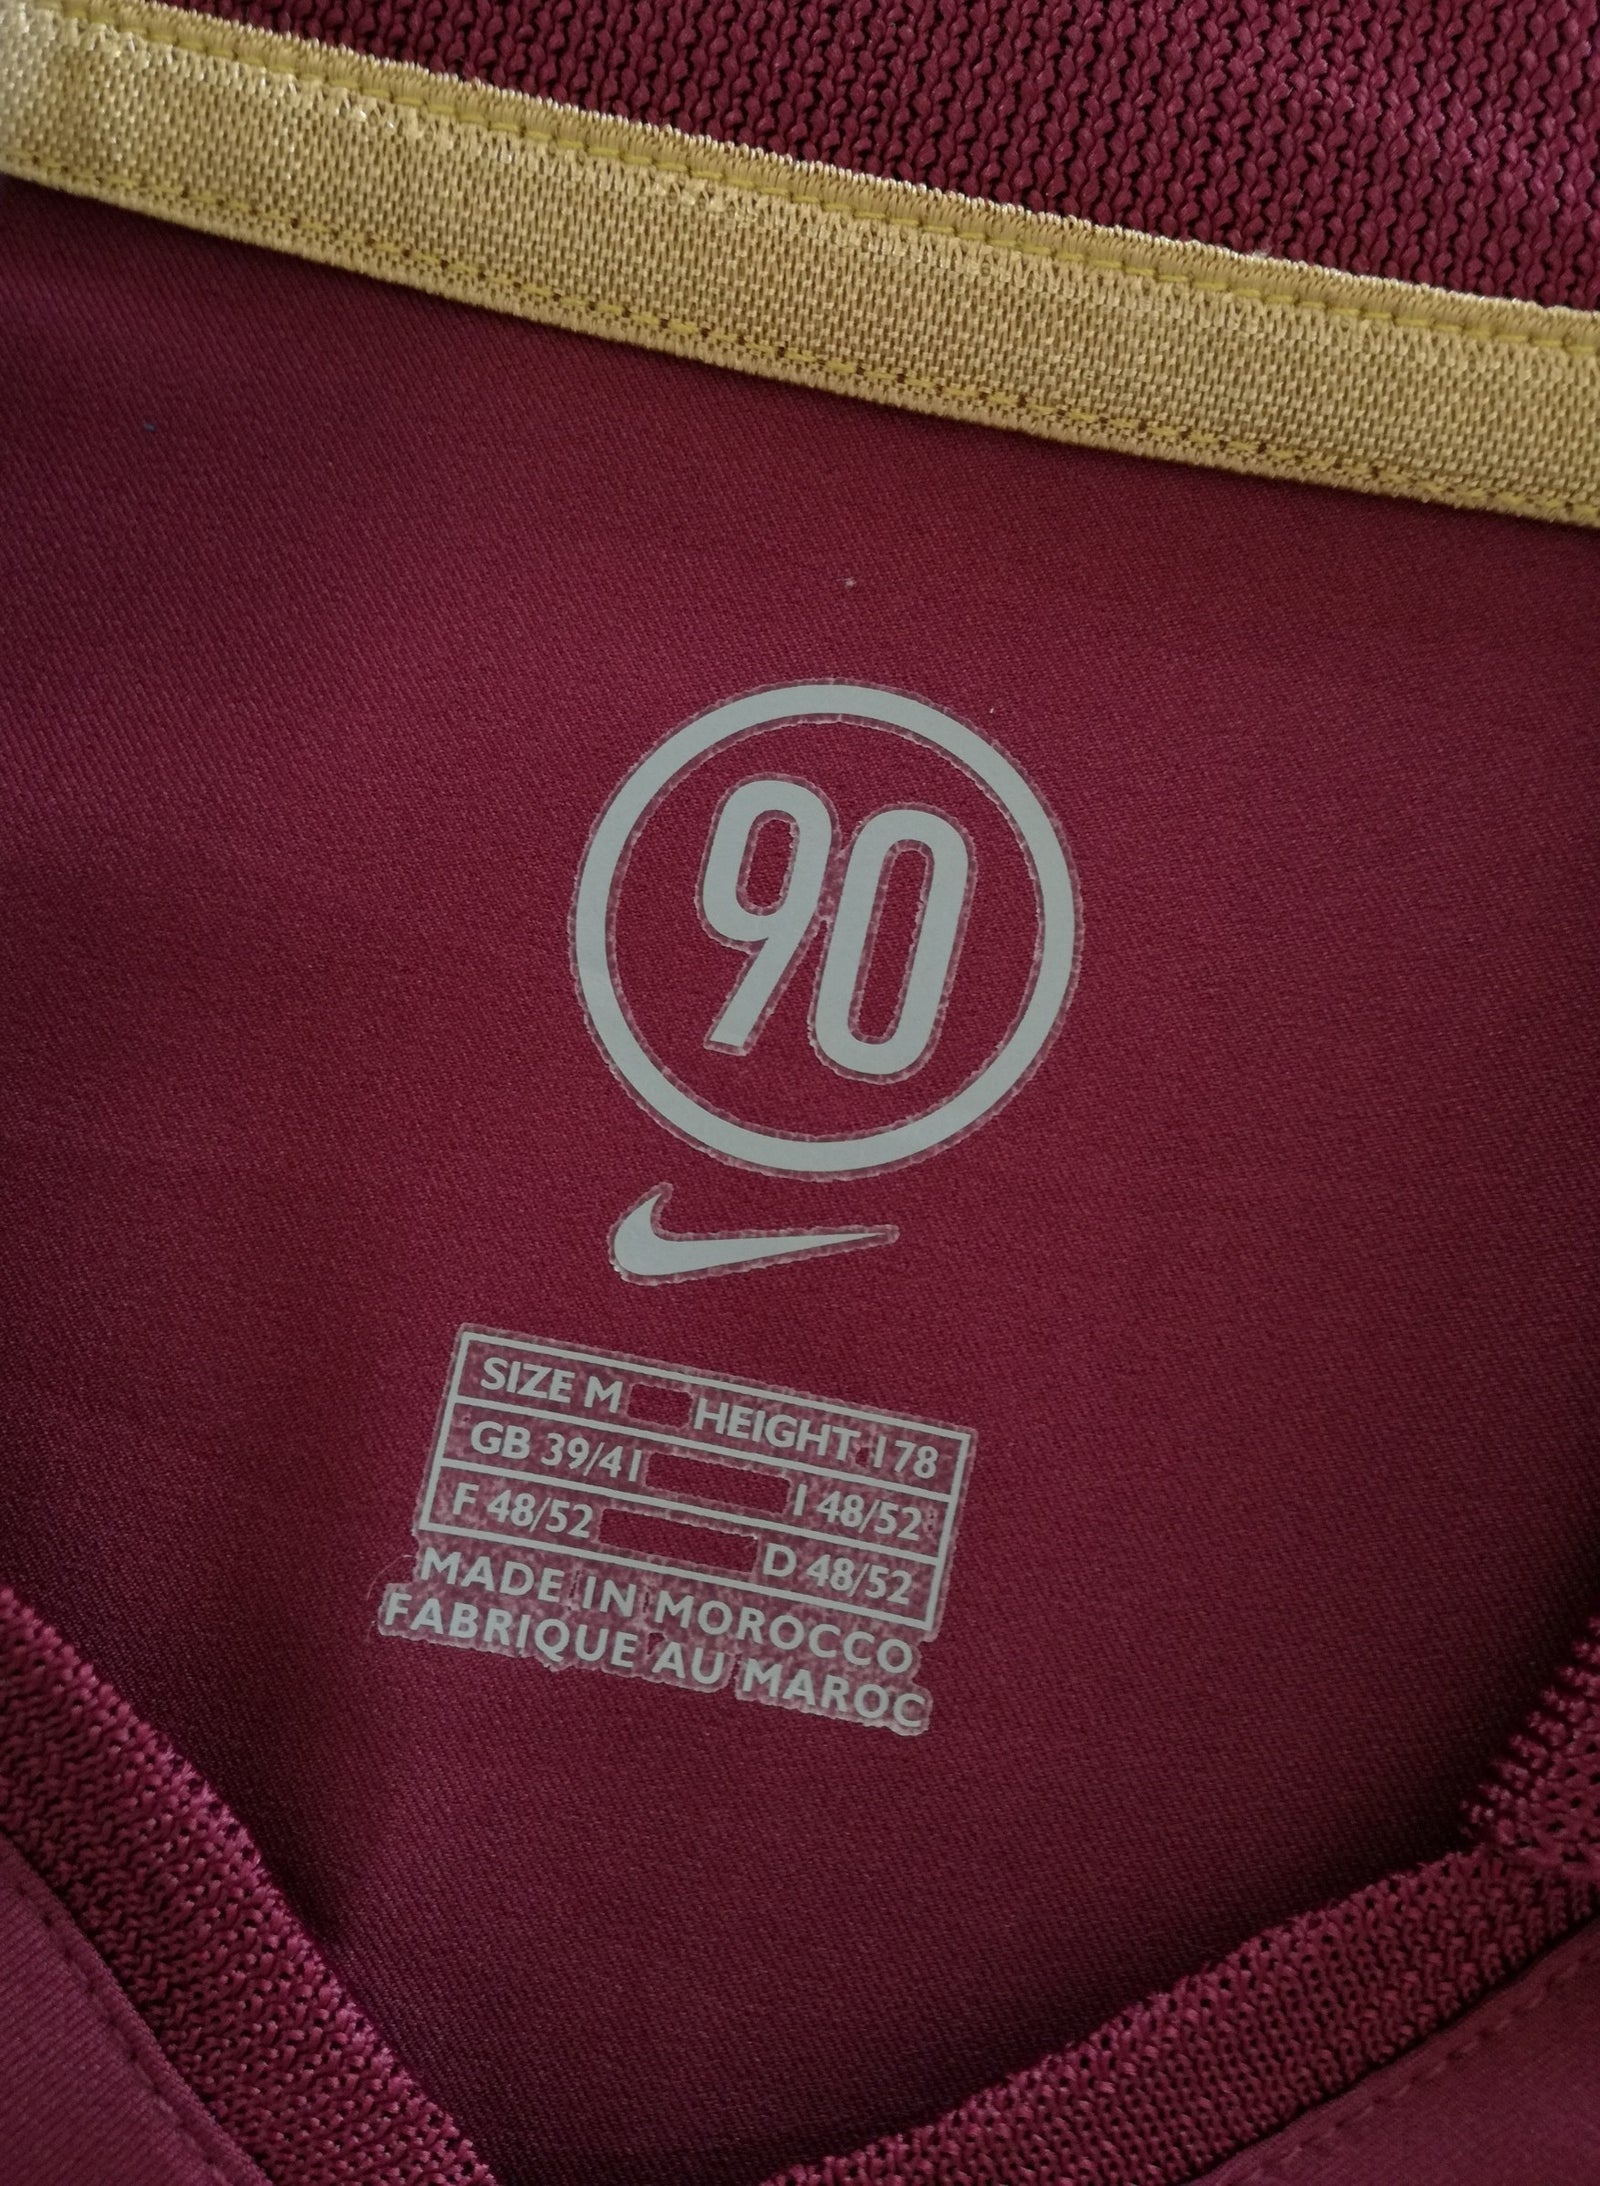 90
SIZE M HEIGHT 178
GB 39/41 I 48/52
F 48/52 D 48/52
MADE IN MOROCCO
FABRIQUE AU MAROC